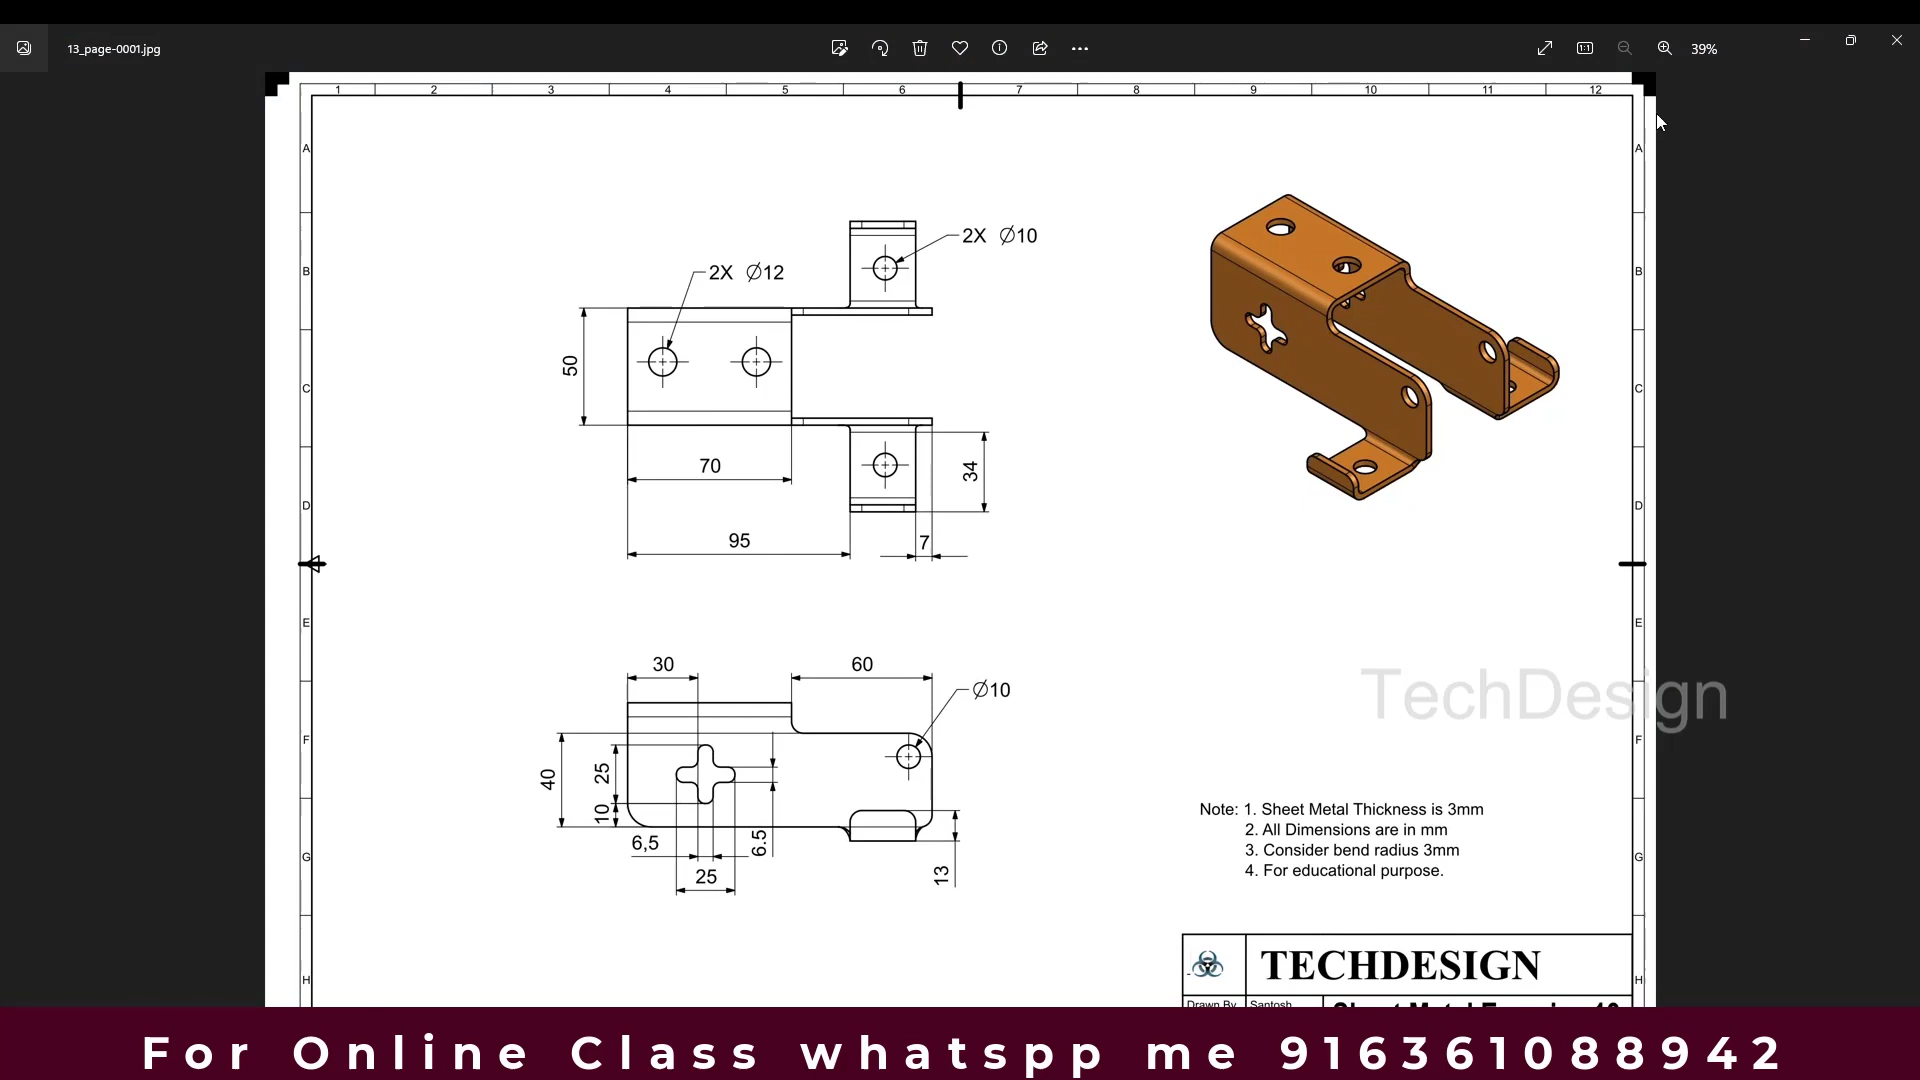 13_page-0001.jpg
39%
1 2 3 4 5 6 7 8 9 10 11 12
A A
B B
C C
D D
E
F F
G G
H H
2X Ø10
2X Ø12
50
70
34
95
7
30
60
Ø10
40
25
10
6,5
6.5
25
13
TechDesign
Note: 1. Sheet Metal Thickness is 3mm
2. All Dimensions are in mm
3. Consider bend radius 3mm
4. For educational purpose.
TECHDESIGN
Drawn By Santosh
For Online Class whatspp me 916361088942